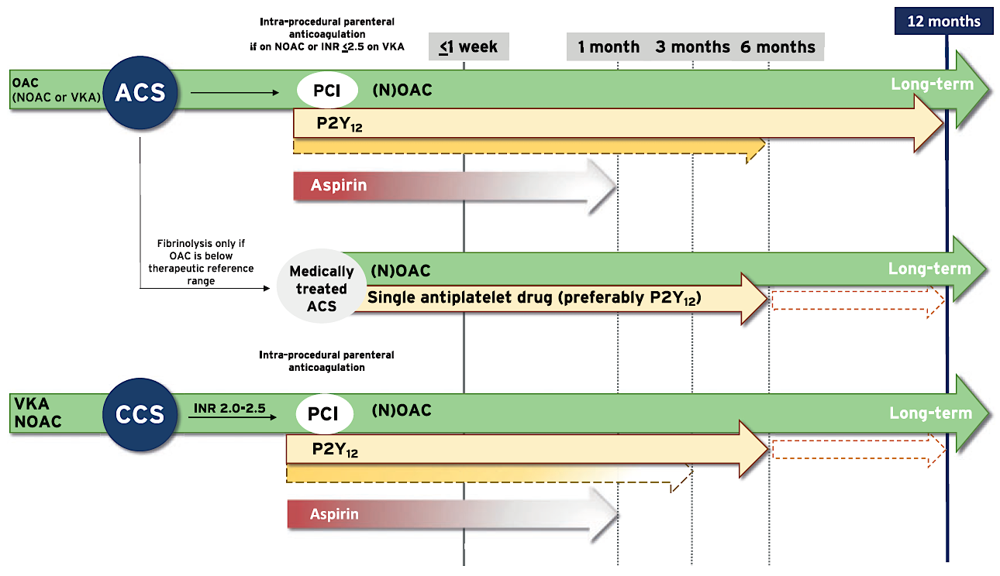 Intra-procedural parenteral
anticoagulation
if on NOAC or INR ≤2.5 on VKA
≤1 week
1 month
3 months
6 months
12 months
OAC
(NOAC or VKA)
ACS
PCI
(N)OAC
Long-term
P2Y12
Aspirin
Fibrinolysis only if
OAC is below
therapeutic reference
range
Medically
treated
ACS
(N)OAC
Long-term
Single antiplatelet drug (preferably P2Y12)
Intra-procedural parenteral
anticoagulation
VKA
NOAC
CCS
INR 2.0-2.5
PCI
(N)OAC
Long-term
P2Y12
Aspirin